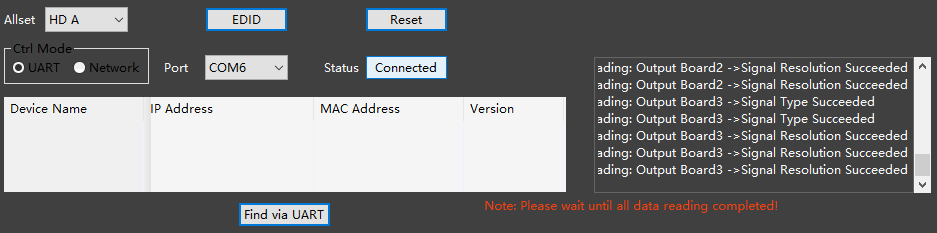 Allset HD A EDID Reset
Ctrl Mode
UART Network Port COM6 Status Connected
Device Name IP Address MAC Address Version
ading: Output Board2 ->Signal Resolution Succeeded
ading: Output Board2 ->Signal Resolution Succeeded
ading: Output Board3 ->Signal Type Succeeded
ading: Output Board3 ->Signal Type Succeeded
ading: Output Board3 ->Signal Resolution Succeeded
ading: Output Board3 ->Signal Resolution Succeeded
ading: Output Board3 ->Signal Resolution Succeeded
Find via UART
Note: Please wait until all data reading completed!